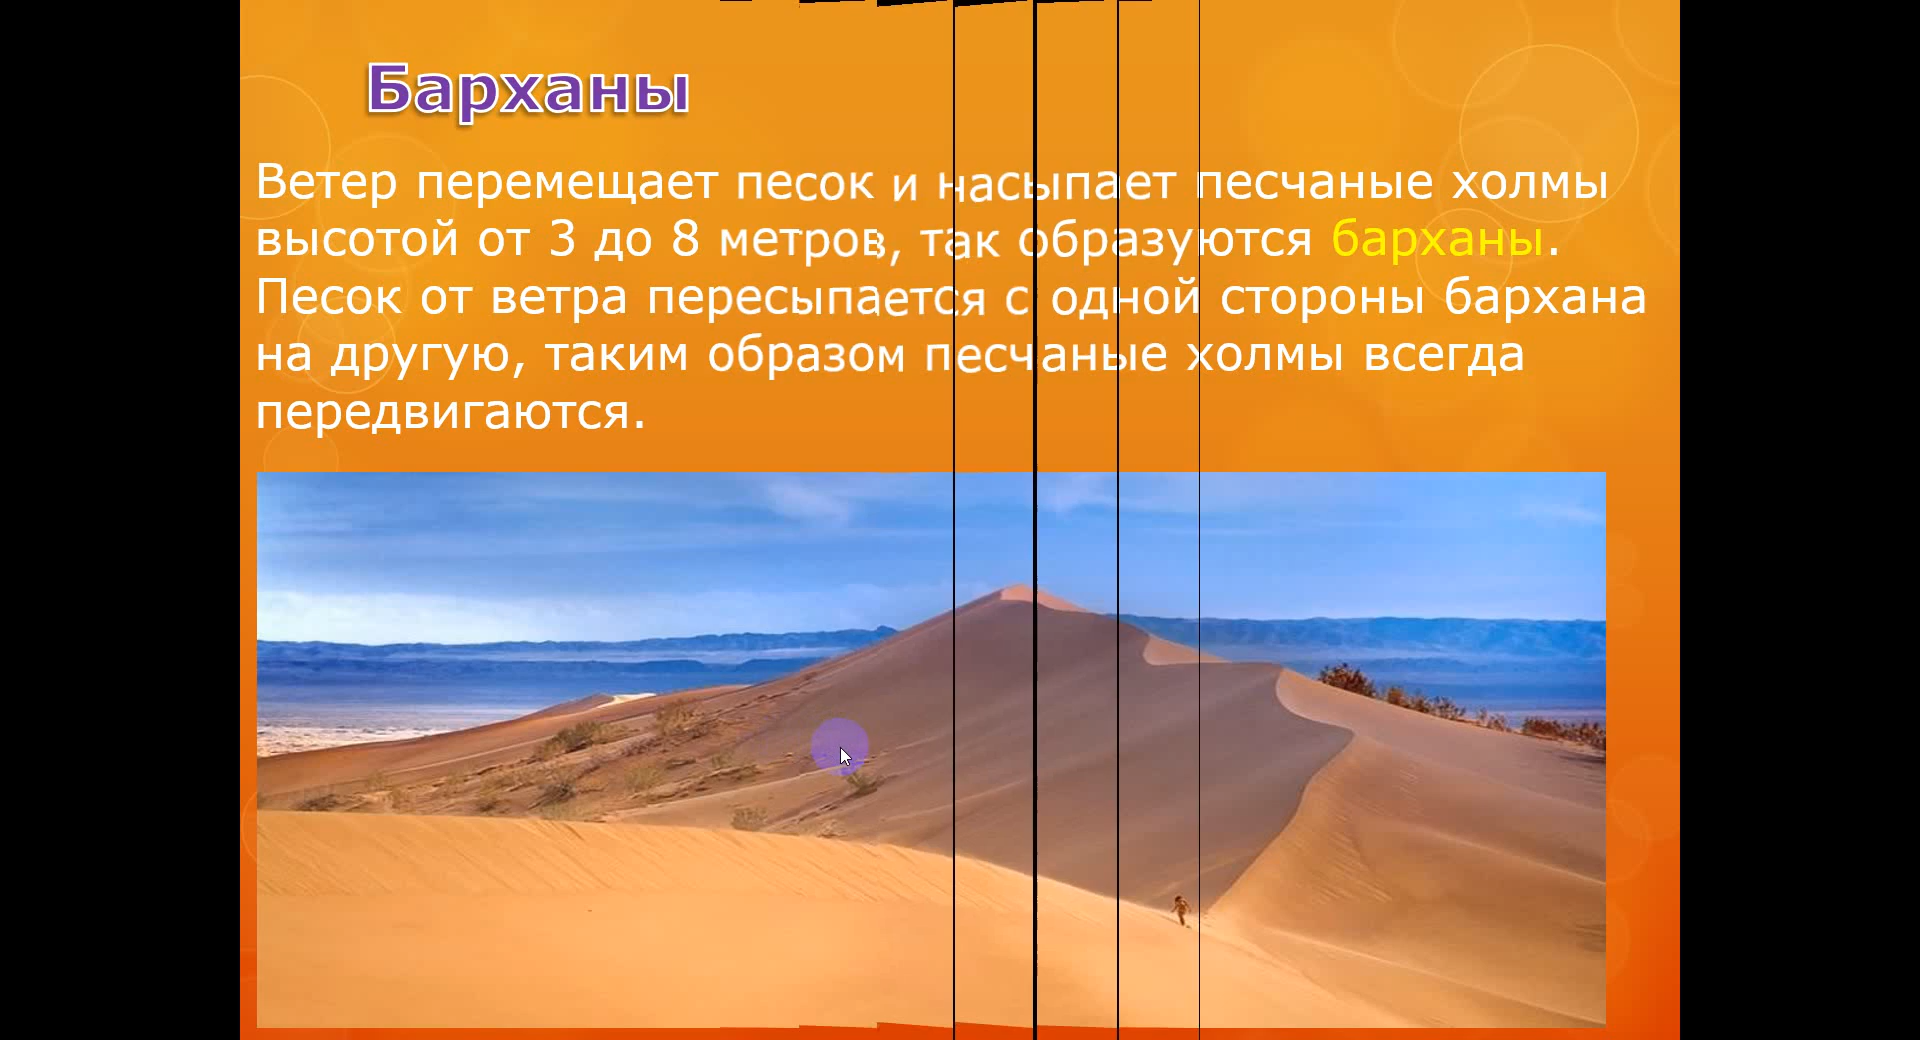 Барханы
Ветер перемещает песок и насыпает песчаные холмы
высотой от 3 до 8 метров, так образуются барханы.
Песок от ветра пересыпается с одной стороны бархана
на другую, таким образом песчаные холмы всегда
передвигаются.